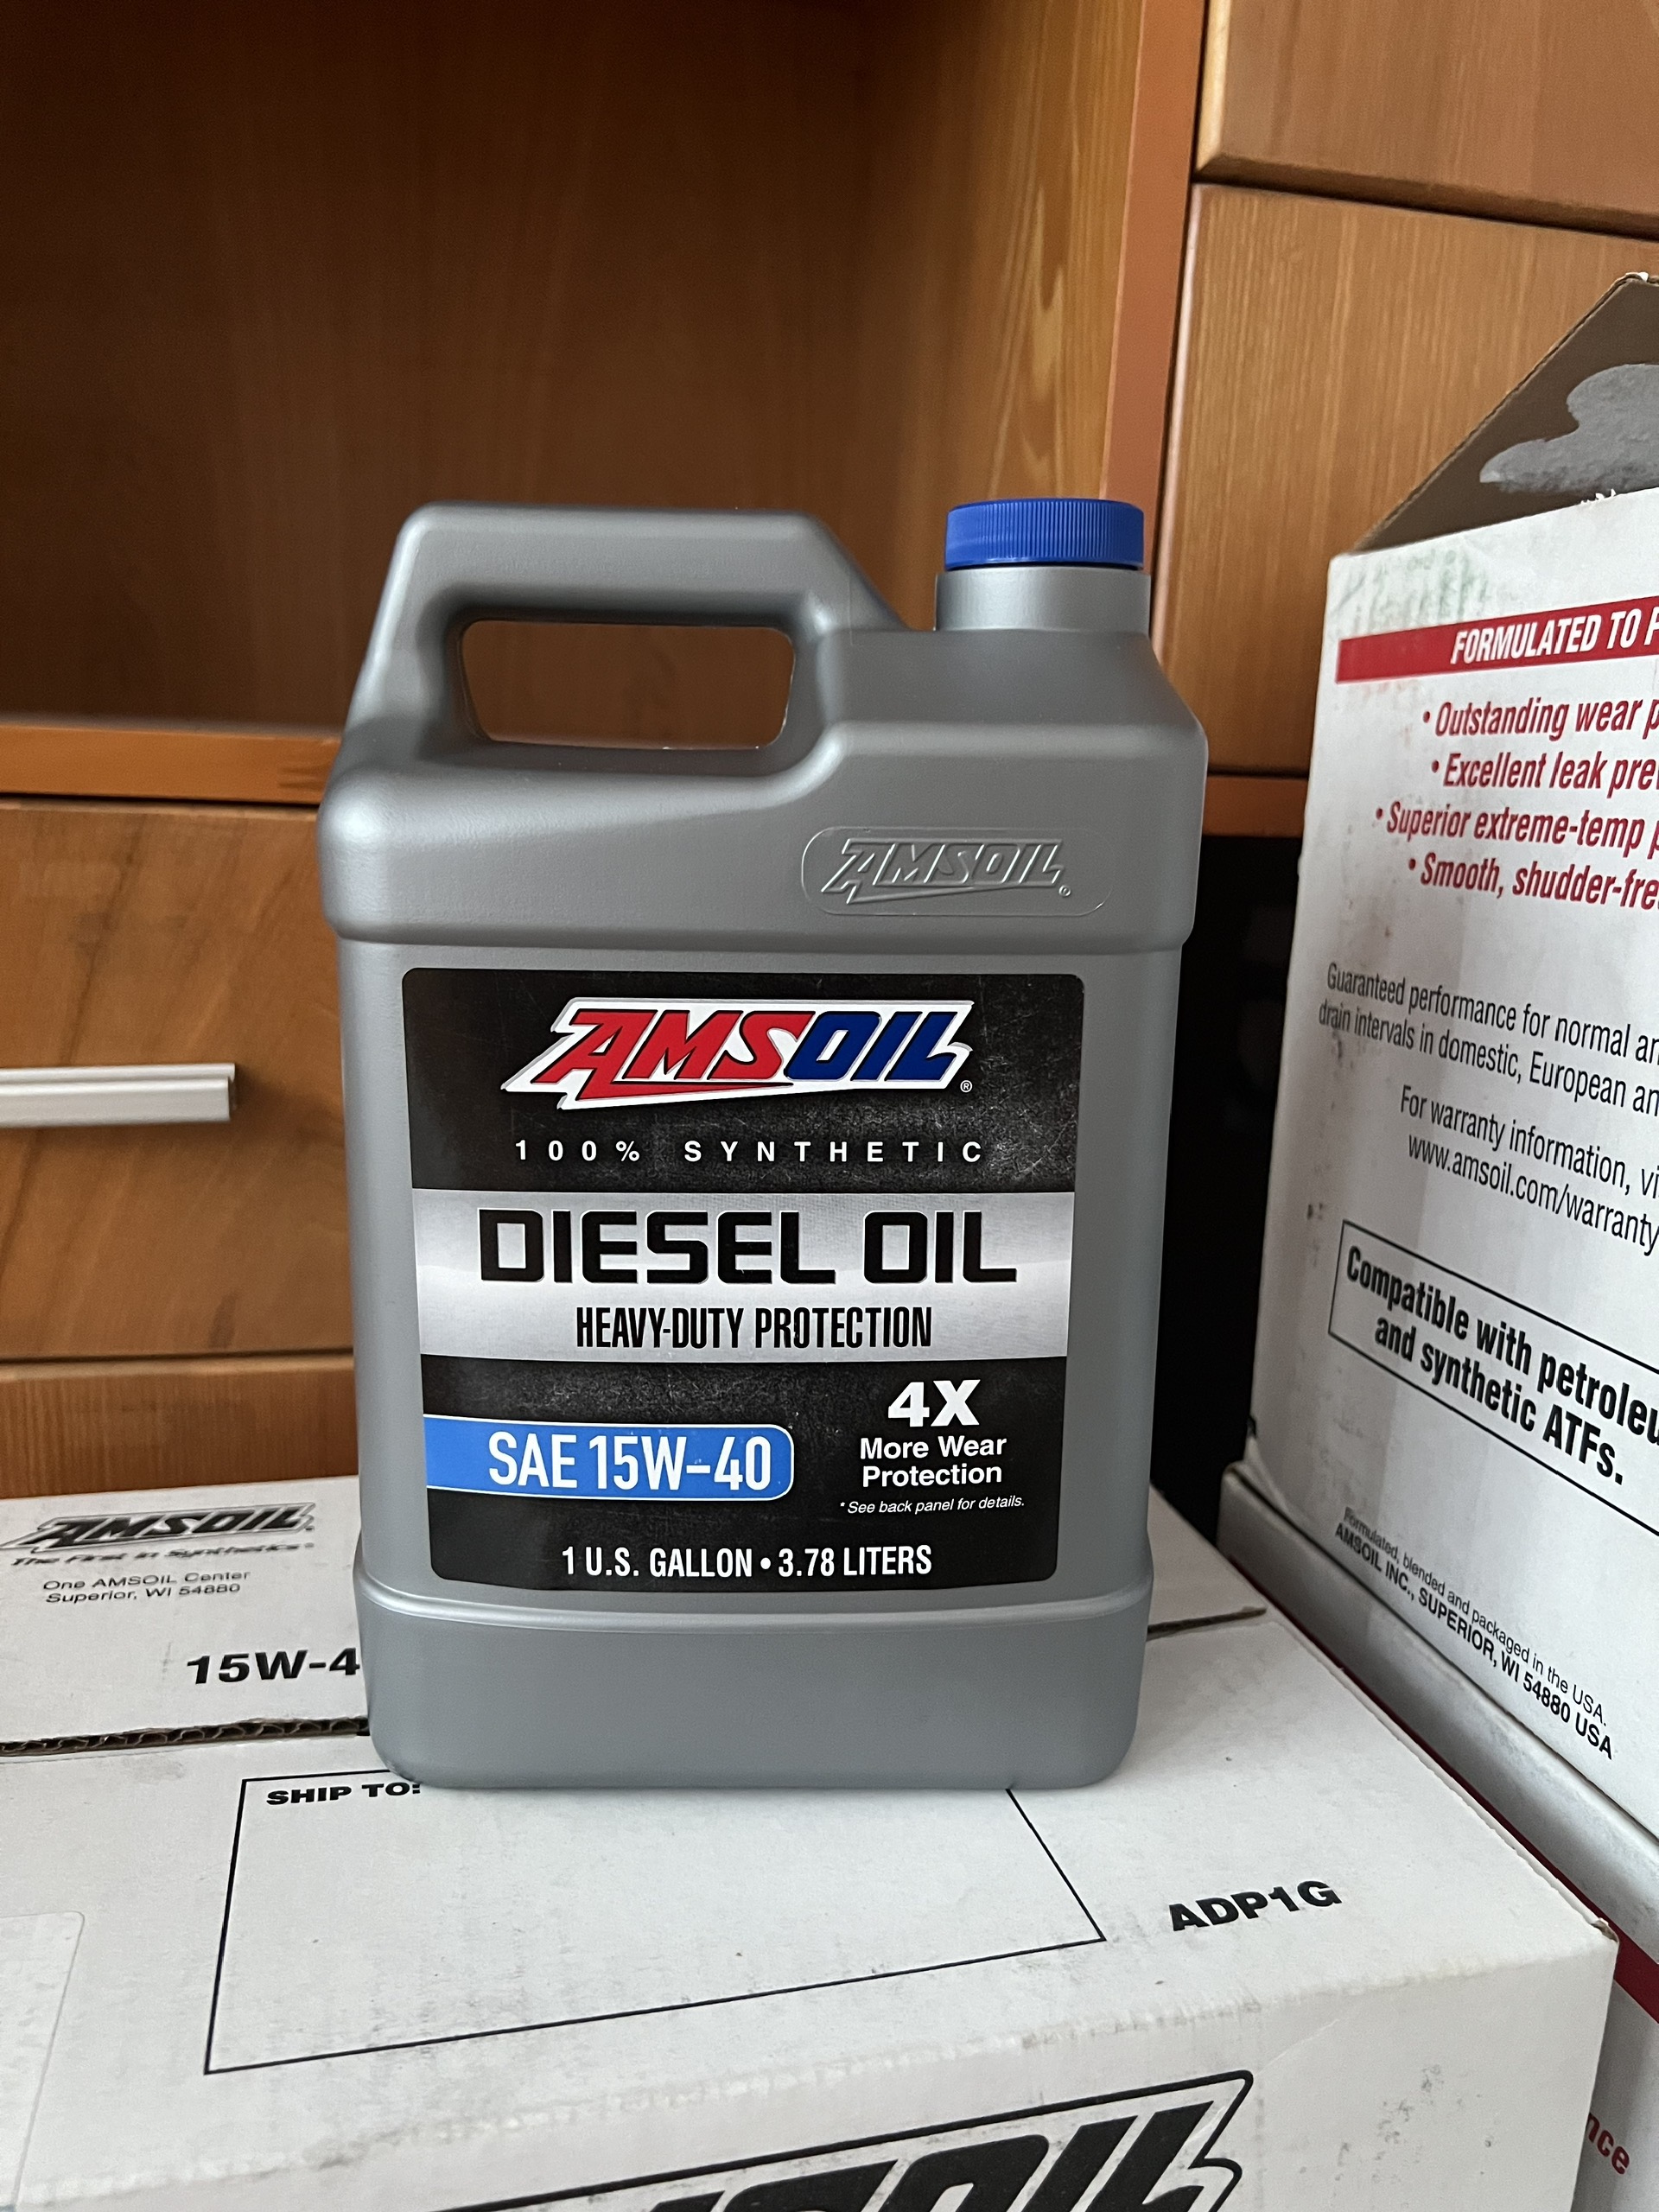 AMSOIL®
AMSOIL®
100% SYNTHETIC
DIESEL OIL
HEAVY-DUTY PROTECTION
SAE 15W-40
4X
More Wear
Protection
*See back panel for details.
1 U.S. GALLON • 3.78 LITERS
AMSOIL
The First in Synthetics®
One AMSOIL Center
Superior, WI 54880
15W-4
SHIP TO:
ADP1G
FORMULATED TO
• Outstanding wear
• Excellent leak
• Superior extreme-temp
• Smooth,
Guaranteed performance for normal
drain intervals in domestic, European
For warranty information,
www.amsoil.com/warranty
Compatible with
and synthetic ATFs.
Formulated, blended and packaged in the USA.
AMSOIL INC., SUPERIOR, WI 54880 USA